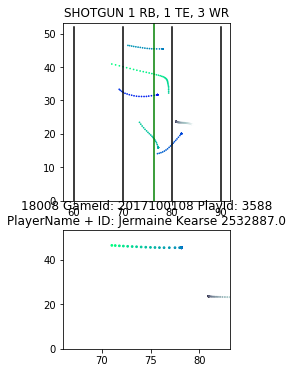 SHOTGUN 1 RB, 1 TE, 3 WR
50
40
30
20
10
0
60 70 80 90
18008 GameId: 2017100108 PlayId: 3588
PlayerName + ID: Jermaine Kearse 2532887.0
40
20
0
70 75 80